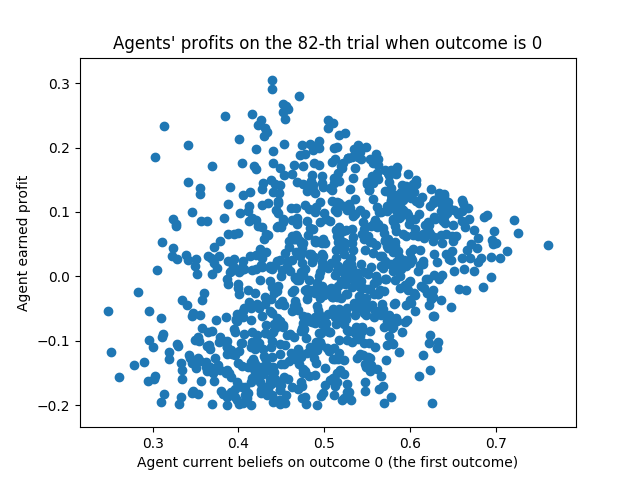 Agents' profits on the 82-th trial when outcome is 0
0.3
0.2
0.1
0.0
−0.1
−0.2
Agent earned profit
0.3 0.4 0.5 0.6 0.7
Agent current beliefs on outcome 0 (the first outcome)